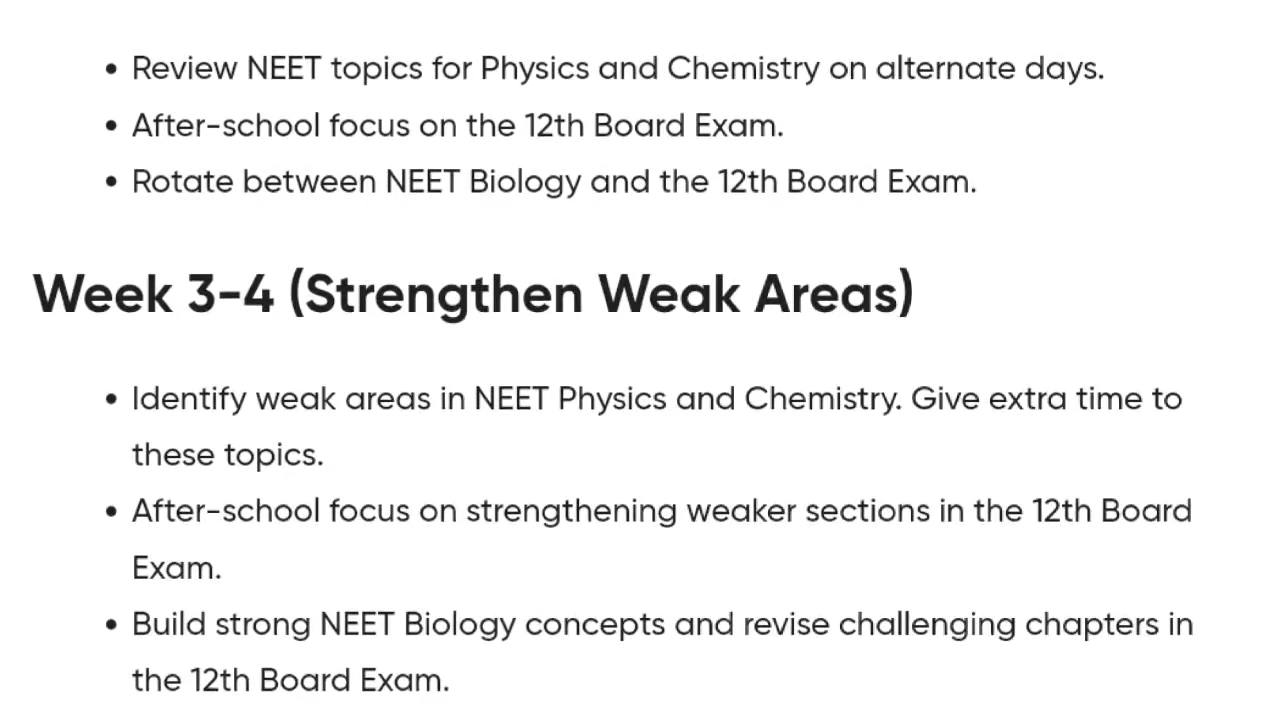 • Review NEET topics for Physics and Chemistry on alternate days.
• After-school focus on the 12th Board Exam.
• Rotate between NEET Biology and the 12th Board Exam.
Week 3-4 (Strengthen Weak Areas)
• Identify weak areas in NEET Physics and Chemistry. Give extra time to
these topics.
• After-school focus on strengthening weaker sections in the 12th Board
Exam.
• Build strong NEET Biology concepts and revise challenging chapters in
the 12th Board Exam.